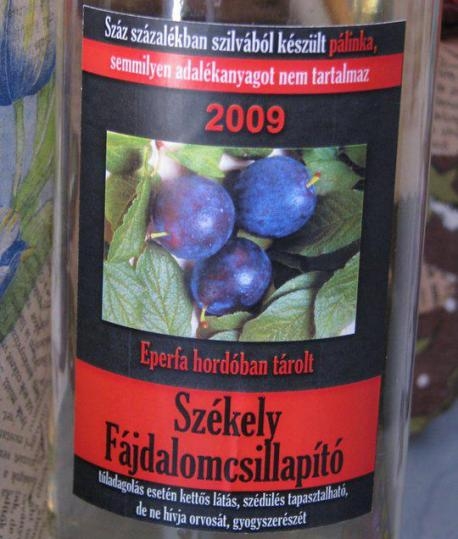 Száz százalékban szilvából készült pálinka,
semmilyen adalékanyagot nem tartalmaz
2009
Eperfa hordóban tárolt
Székely
Fájdalomcsillapító
túladagolás esetén kettős látás, szédülés tapasztalható,
de ne hívja orvosát, gyogyszerészét